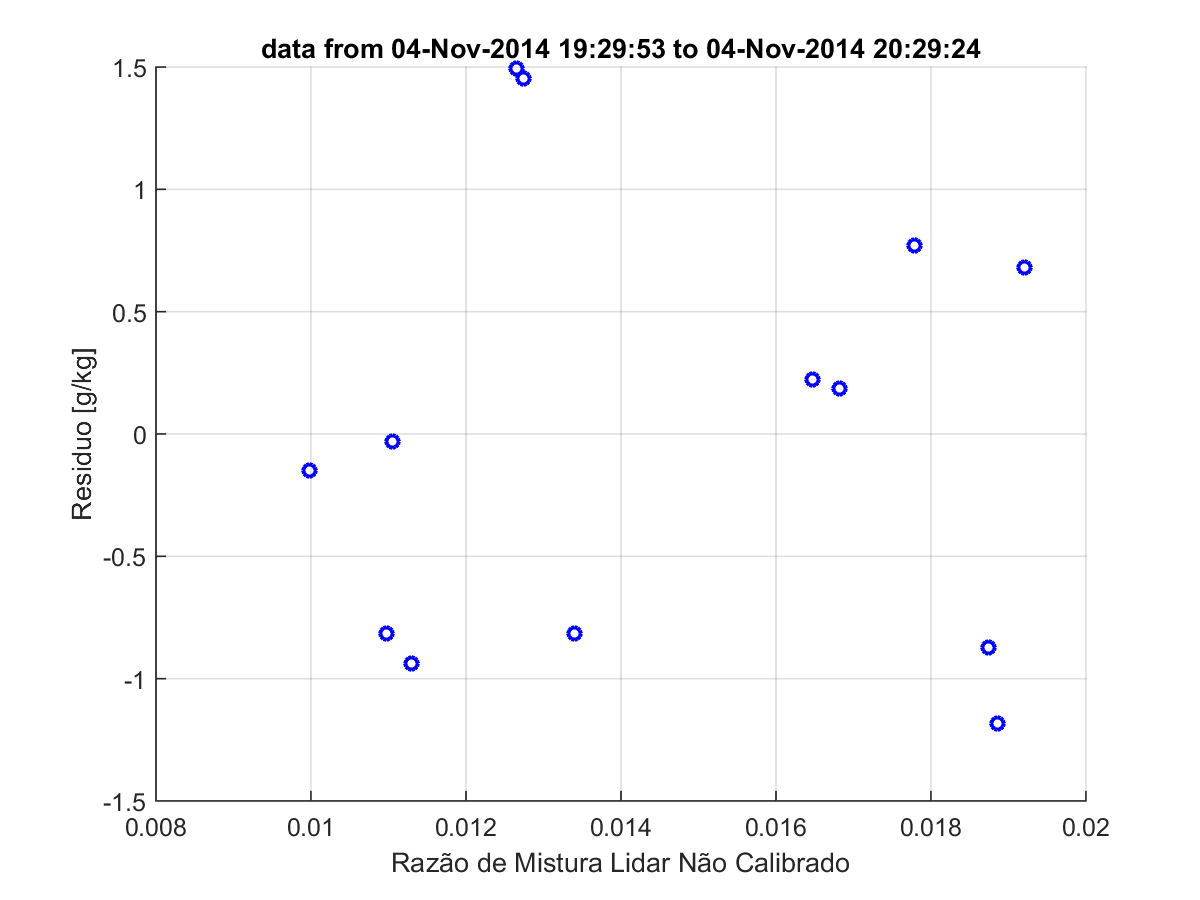 data from 04-Nov-2014 19:29:53 to 04-Nov-2014 20:29:24
1.5
1
0.5
0
-0.5
-1
-1.5
Residuo [g/kg]
0.008 0.01 0.012 0.014 0.016 0.018 0.02
Razão de Mistura Lidar Não Calibrado